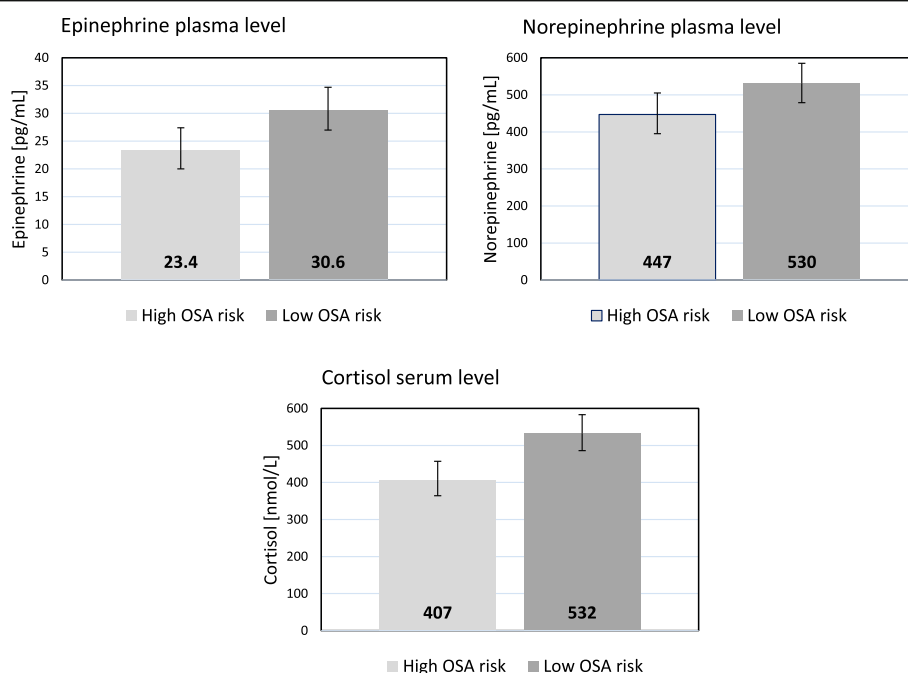 Epinephrine plasma level
Epinephrine [pg/mL]
40
35
30
25
20
15
10
5
0
23.4
30.6
High OSA risk
Low OSA risk
Norepinephrine plasma level
Norepinephrine [pg/mL]
600
500
400
300
200
100
0
447
530
High OSA risk
Low OSA risk
Cortisol serum level
Cortisol [nmol/L]
600
500
400
300
200
100
0
407
532
High OSA risk
Low OSA risk